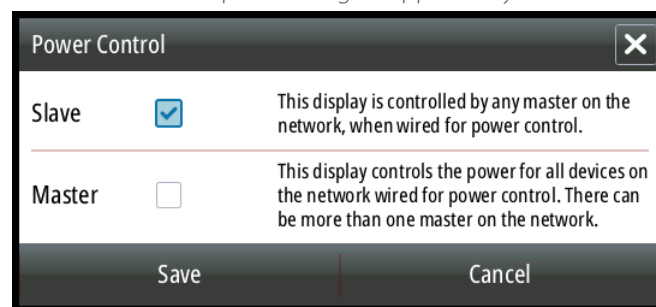 Power Control
Slave
This display is controlled by any master on the
network, when wired for power control.
Master
This display controls the power for all devices on
the network wired for power control. There can
be more than one master on the network.
Save Cancel